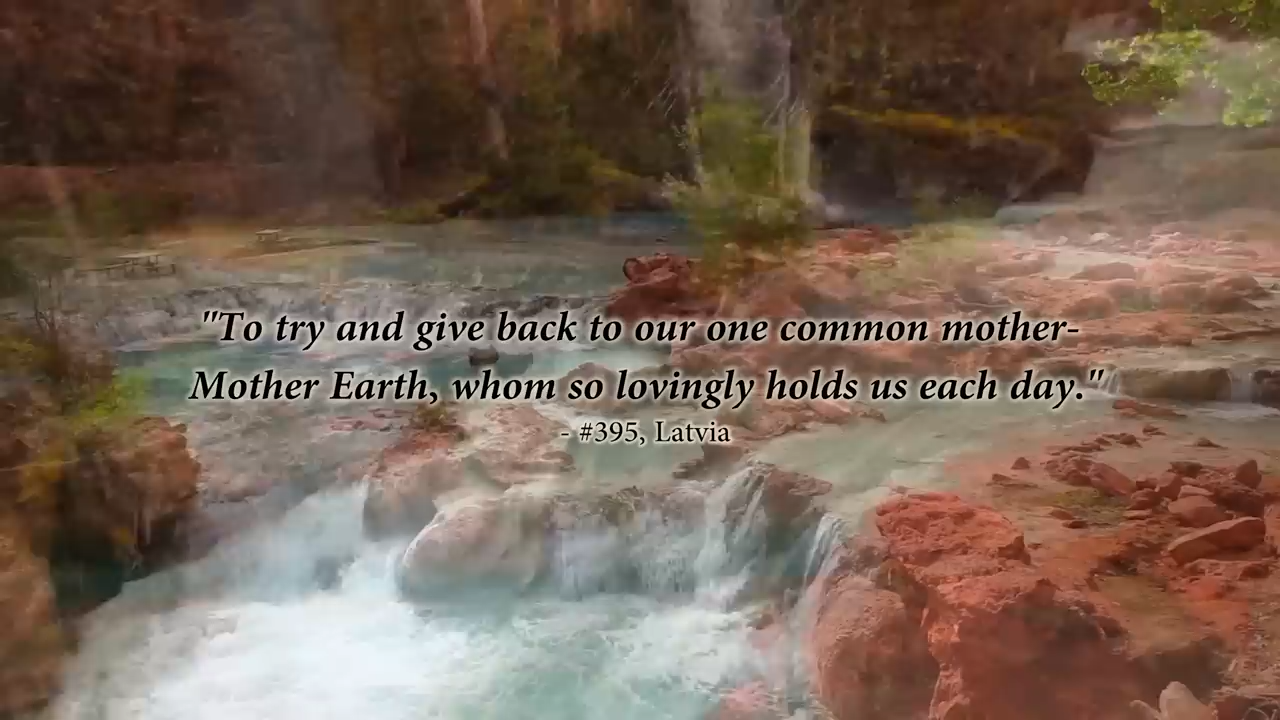 "To try and give back to our one common mother-
Mother Earth, whom so lovingly holds us each day."
- #395, Latvia